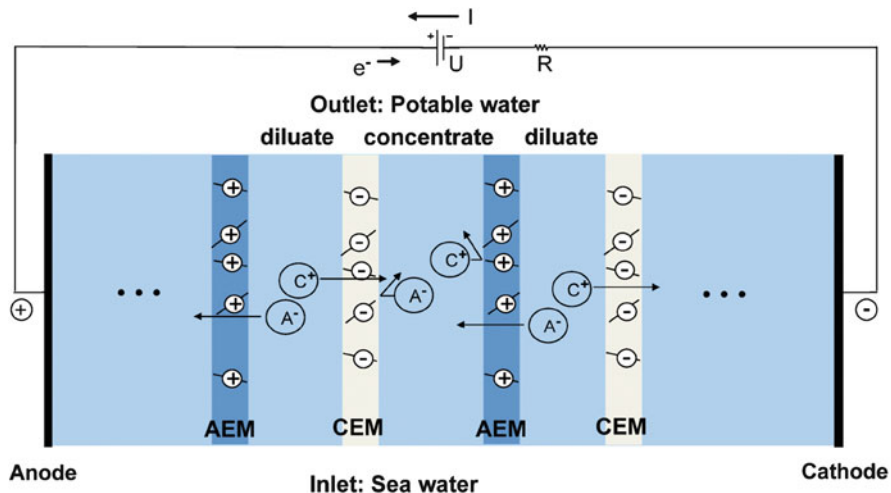 I
+ −
e- U R
Outlet: Potable water
diluate concentrate diluate
+ − + −
+ − + −
+ − C+ + −
C+ A- C+
+ • • • + − A- + − • • • −
A-
+ − + −
AEM CEM AEM CEM
Anode Inlet: Sea water Cathode